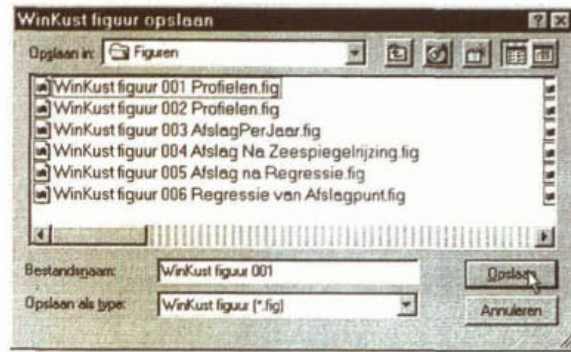 WinKust figuur opslaan
Opslaan in: Figuren
WinKust figuur 001 Profielen.fig
WinKust figuur 002 Profielen.fig
WinKust figuur 003 AfslagPerJaar.fig
WinKust figuur 004 Afslag Na Zeespiegelrijzing.fig
WinKust figuur 005 Afslag na Regressie.fig
WinKust figuur 006 Regressie van Afslagpunt.fig
Bestandsnaam: WinKust figuur 001 Opslaan
Opslaan als type: WinKust figuur (*.fig) Annuleren